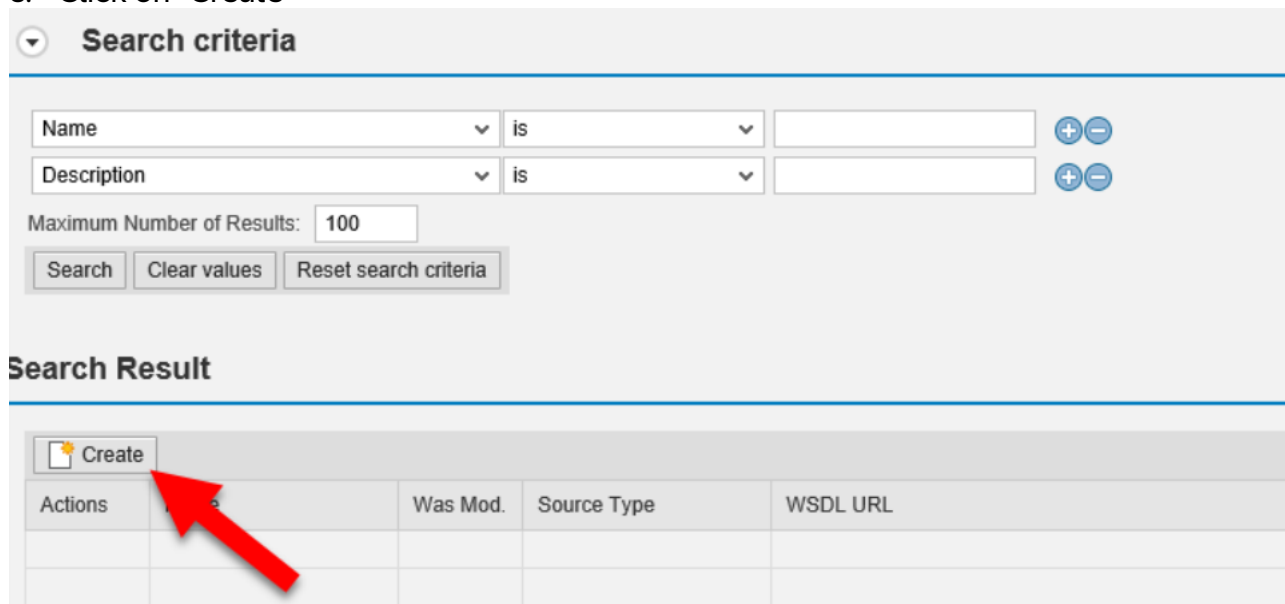 Search criteria
Name is
Description is
Maximum Number of Results: 100
Search Clear values Reset search criteria
Search Result
Create
Actions Was Mod. Source Type WSDL URL